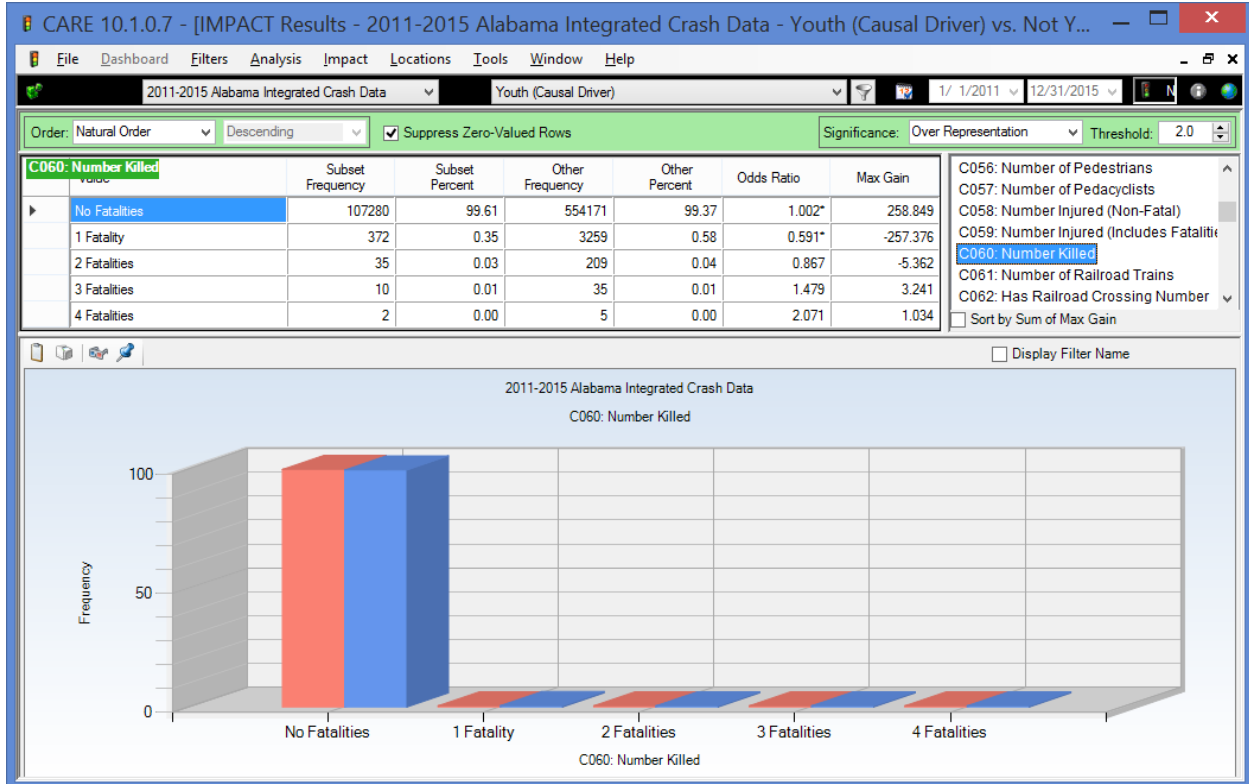 CARE 10.1.0.7 - [IMPACT Results - 2011-2015 Alabama Integrated Crash Data - Youth (Causal Driver) vs. Not Y...
File Dashboard Filters Analysis Impact Locations Tools Window Help
2011-2015 Alabama Integrated Crash Data Youth (Causal Driver) 1/ 1/2011 12/31/2015 N
Order: Natural Order Descending Suppress Zero-Valued Rows Significance: Over Representation Threshold: 2.0
C060: Number Killed
Subset Frequency Subset Percent Other Frequency Other Percent Odds Ratio Max Gain
No Fatalities 107280 99.61 554171 99.37 1.002* 258.849
1 Fatality 372 0.35 3259 0.58 0.591* -257.376
2 Fatalities 35 0.03 209 0.04 0.867 -5.362
3 Fatalities 10 0.01 35 0.01 1.479 3.241
4 Fatalities 2 0.00 5 0.00 2.071 1.034
C056: Number of Pedestrians
C057: Number of Pedacyclists
C058: Number Injured (Non-Fatal)
C059: Number Injured (Includes Fatalitie
C060: Number Killed
C061: Number of Railroad Trains
C062: Has Railroad Crossing Number
Sort by Sum of Max Gain
Display Filter Name
2011-2015 Alabama Integrated Crash Data
C060: Number Killed
100
50
0
Frequency
No Fatalities 1 Fatality 2 Fatalities 3 Fatalities 4 Fatalities
C060: Number Killed